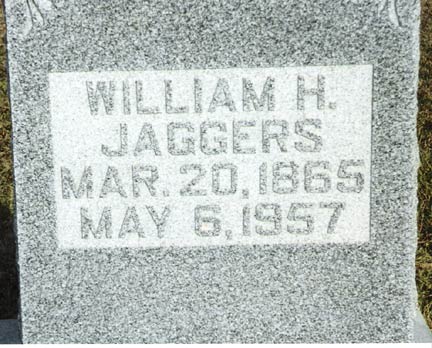 WILLIAM H.
JAGGERS
MAR. 20, 1865
MAY 6, 1957